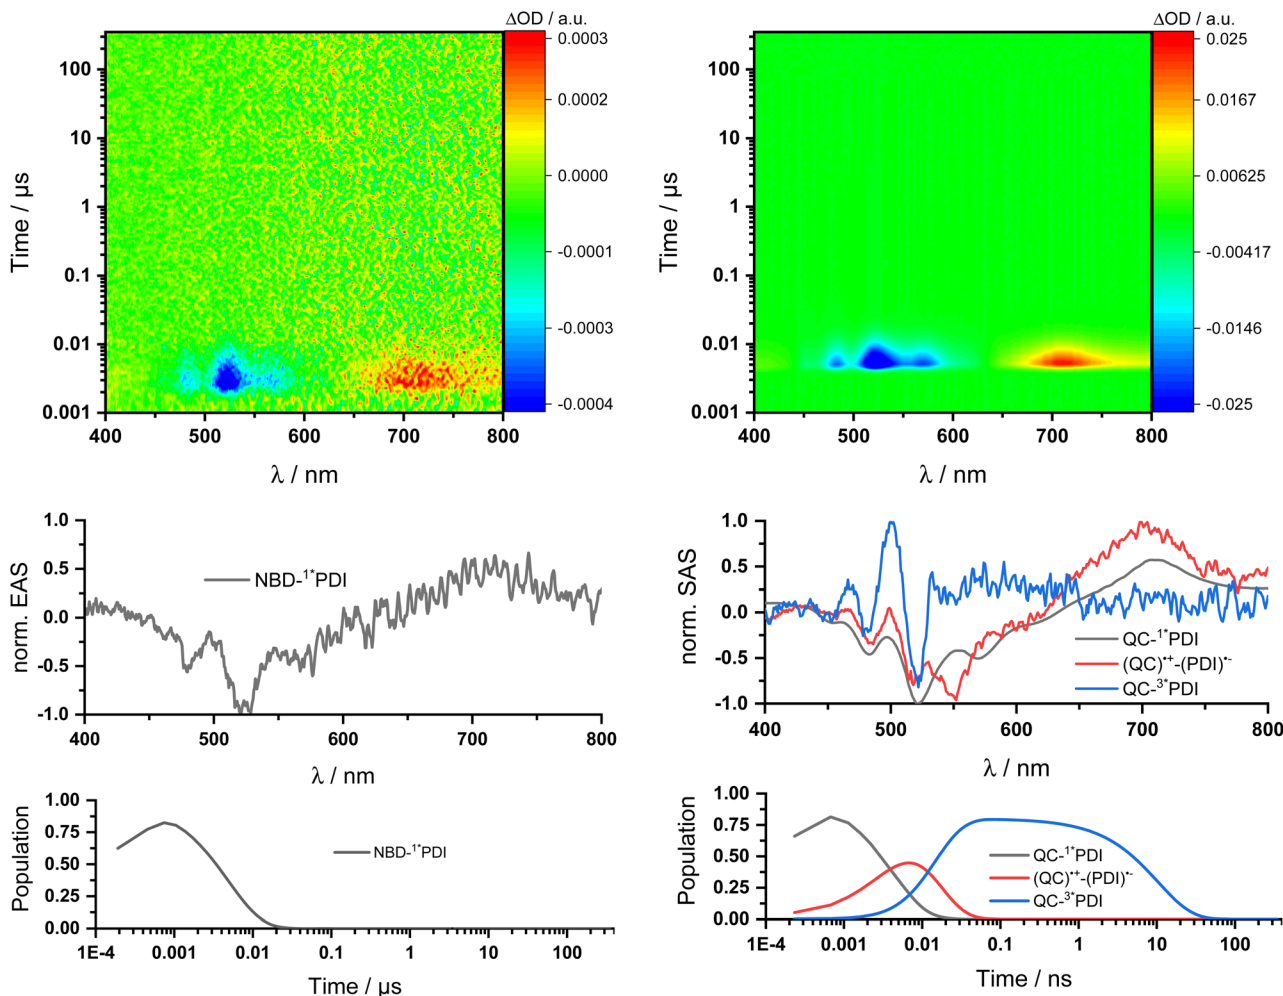 ΔOD / a.u.
0.0003
0.0002
0.0000
-0.0001
-0.0003
-0.0004
100
10
1
0.1
0.01
0.001
Time / µs
400 500 600 700 800
λ / nm
ΔOD / a.u.
0.025
0.0167
0.00625
-0.00417
-0.0146
-0.025
100
10
1
0.1
0.01
0.001
Time / µs
400 500 600 700 800
λ / nm
1.0
0.5
0.0
-0.5
-1.0
norm. EAS
NBD-¹*PDI
400 500 600 700 800
λ / nm
1.0
0.5
0.0
-0.5
-1.0
norm. SAS
QC-¹*PDI
(QC)•+-(PDI)•-
QC-³*PDI
400 500 600 700 800
λ / nm
1.00
0.75
0.50
0.25
0.00
Population
NBD-¹*PDI
1E-4 0.001 0.01 0.1 1 10 100
Time / µs
1.00
0.75
0.50
0.25
0.00
Population
QC-¹*PDI
(QC)•+-(PDI)•-
QC-³*PDI
1E-4 0.001 0.01 0.1 1 10 100
Time / ns